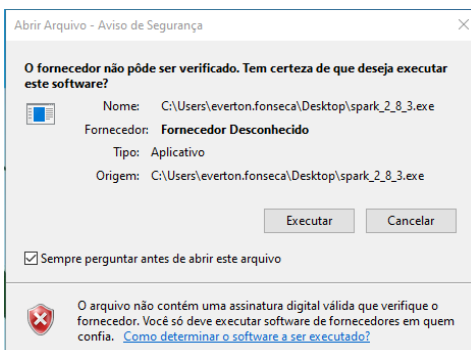 Abrir Arquivo - Aviso de Segurança
O fornecedor não pôde ser verificado. Tem certeza de que deseja executar
este software?
Nome: C:\Users\everton.fonseca\Desktop\spark_2_8_3.exe
Fornecedor: Fornecedor Desconhecido
Tipo: Aplicativo
Origem: C:\Users\everton.fonseca\Desktop\spark_2_8_3.exe
Executar Cancelar
Sempre perguntar antes de abrir este arquivo
O arquivo não contém uma assinatura digital válida que verifique o
fornecedor. Você só deve executar software de fornecedores em quem
confia. Como determinar o software a ser executado?